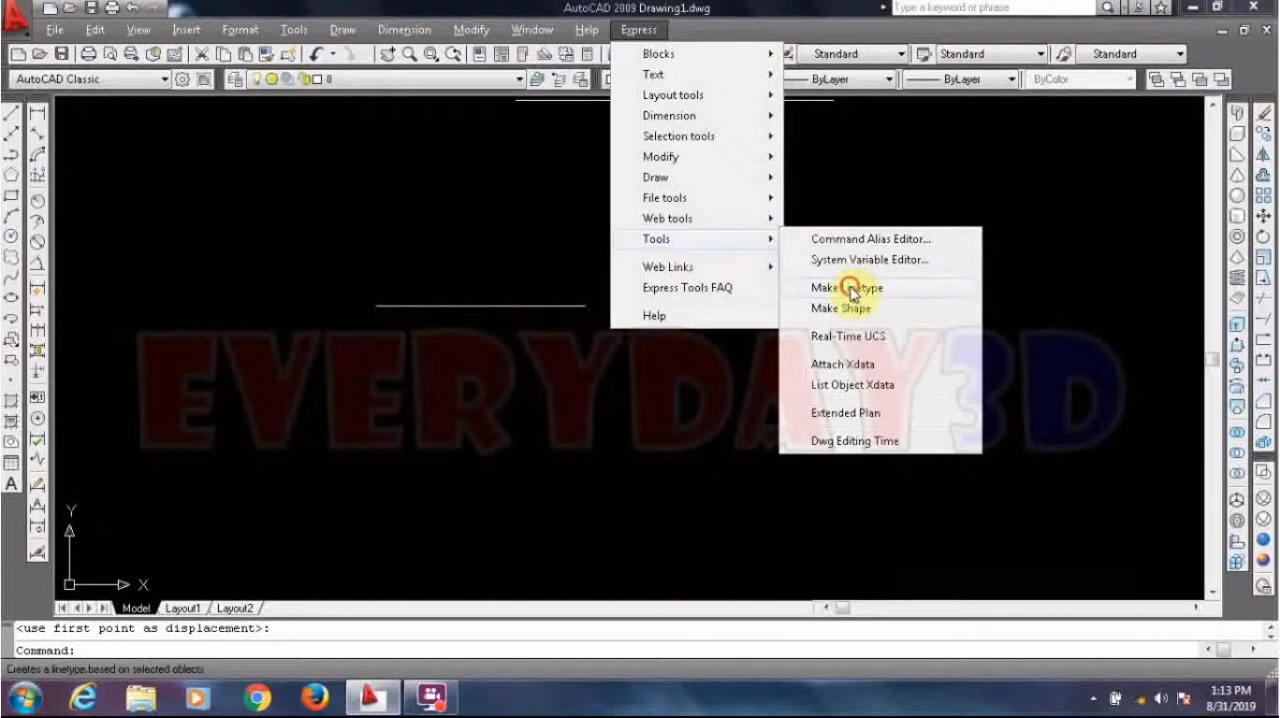 AutoCAD 2009 Drawing1.dwg
Type a keyword or phrase
File Edit View Insert Format Tools Draw Dimension Modify Window Help Express
Standard Standard Standard
AutoCAD Classic 0 ByLayer ByLayer ByColor
Blocks
Text
Layout tools
Dimension
Selection tools
Modify
Draw
File tools
Web tools
Tools
Web Links
Express Tools FAQ
Help
Command Alias Editor...
System Variable Editor...
Make Linetype
Make Shape
Real-Time UCS
Attach Xdata
List Object Xdata
Extended Plan
Dwg Editing Time
EVERYDAY3D
A
Y
X
Model Layout1 Layout2
<use first point as displacement>:
Command:
Creates a linetype based on selected objects
1:13 PM
8/31/2019